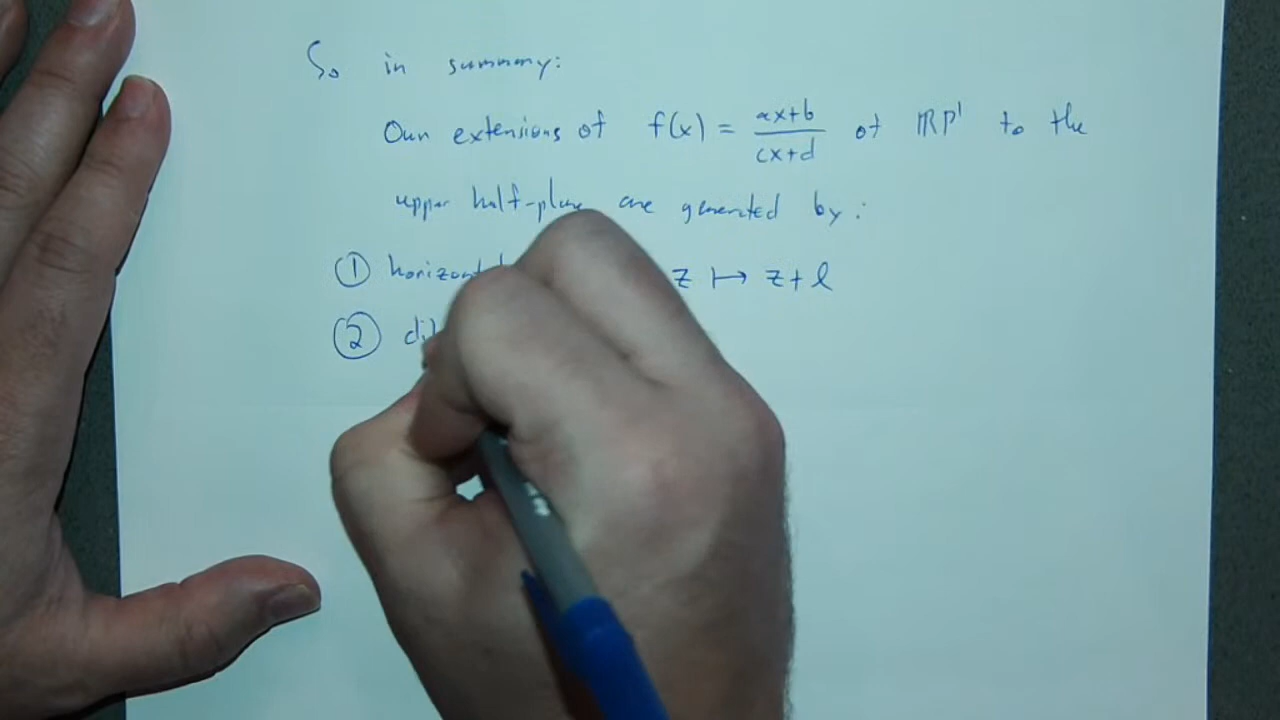 So in summary:
Our extensions of f(x) = \frac{ax+b}{cx+d} of ℝP¹ to the
upper half-plane are generated by:
① z ↦ z + l
②